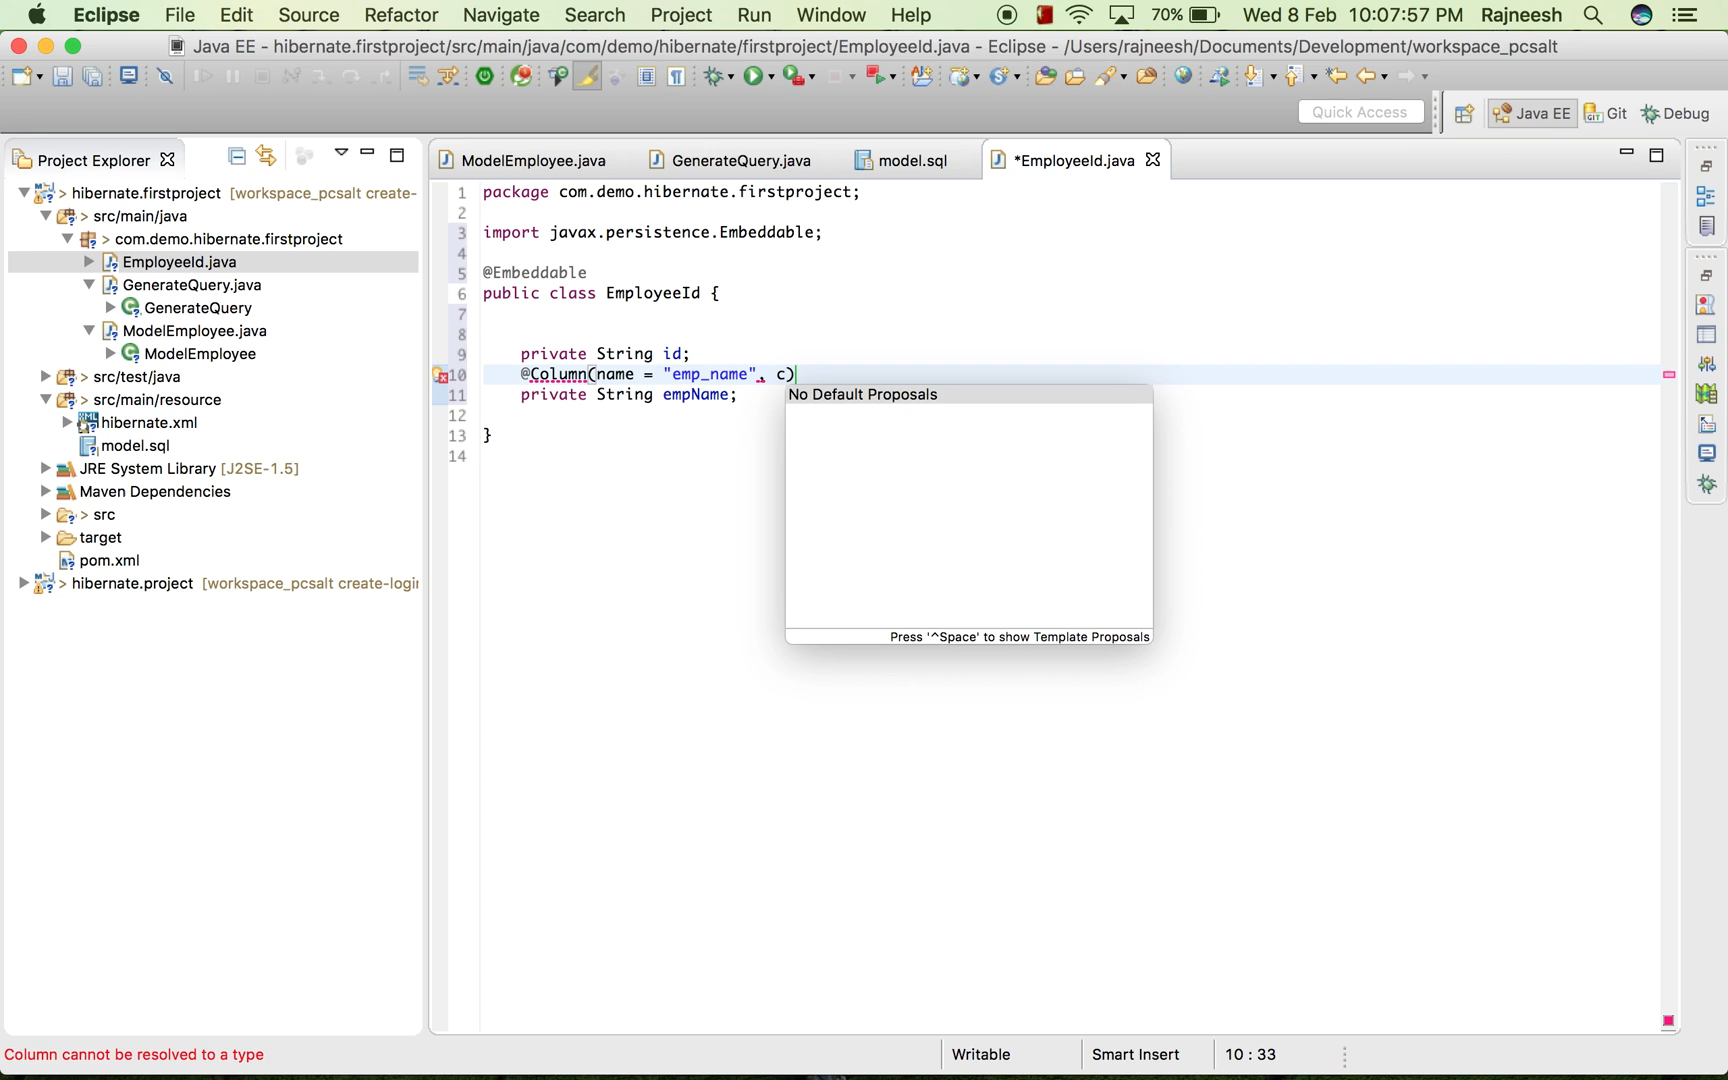 Eclipse File Edit Source Refactor Navigate Search Project Run Window Help 70% Wed 8 Feb 10:07:57 PM Rajneesh
Java EE - hibernate.firstproject/src/main/java/com/demo/hibernate/firstproject/EmployeeId.java - Eclipse - /Users/rajneesh/Documents/Development/workspace_pcsalt
Quick Access Java EE Git Debug
Project Explorer
> hibernate.firstproject [workspace_pcsalt create-
> src/main/java
> com.demo.hibernate.firstproject
EmployeeId.java
GenerateQuery.java
GenerateQuery
ModelEmployee.java
ModelEmployee
> src/test/java
> src/main/resource
hibernate.xml
model.sql
JRE System Library [J2SE-1.5]
Maven Dependencies
> src
target
pom.xml
> hibernate.project [workspace_pcsalt create-login
ModelEmployee.java GenerateQuery.java model.sql *EmployeeId.java
1 package com.demo.hibernate.firstproject;
2
3 import javax.persistence.Embeddable;
4
5 @Embeddable
6 public class EmployeeId {
7
8
9 private String id;
10 @Column(name = "emp_name", c)
11 private String empName;
12
13 }
14
No Default Proposals
Press '^Space' to show Template Proposals
Column cannot be resolved to a type Writable Smart Insert 10 : 33